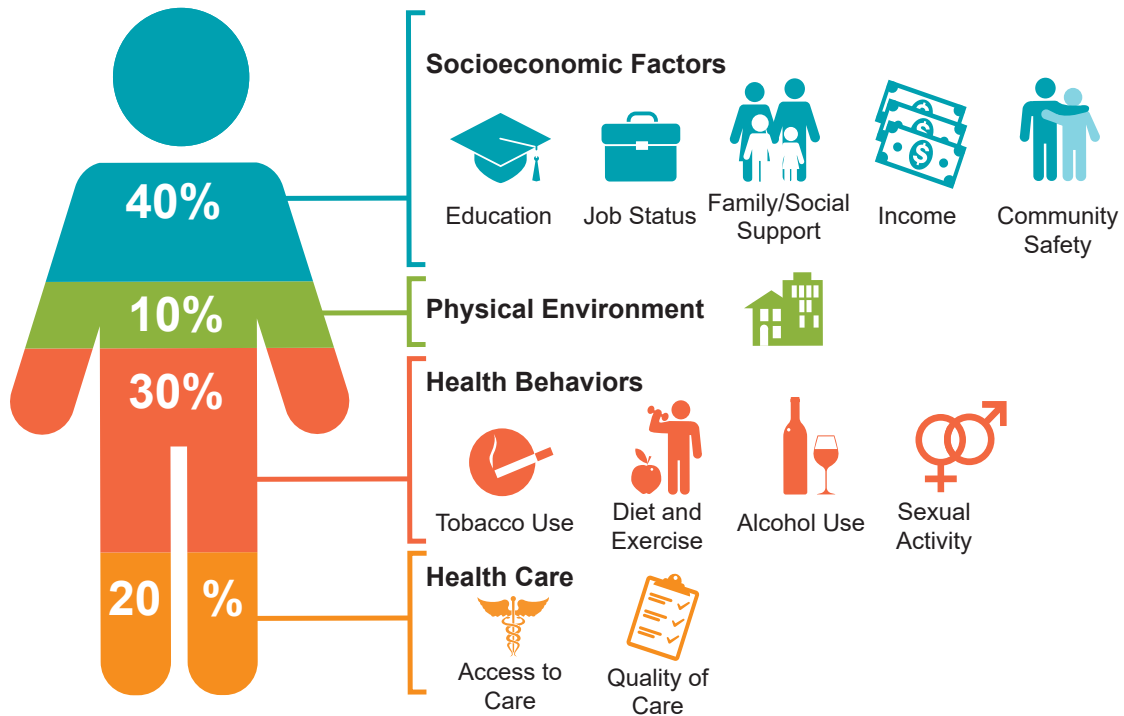 Socioeconomic Factors
40%
Education
Job Status
Family/Social
Support
Income
Community
Safety
10%
Physical Environment
30%
Health Behaviors
Tobacco Use
Diet and
Exercise
Alcohol Use
Sexual
Activity
20 %
Health Care
Access to
Care
Quality of
Care